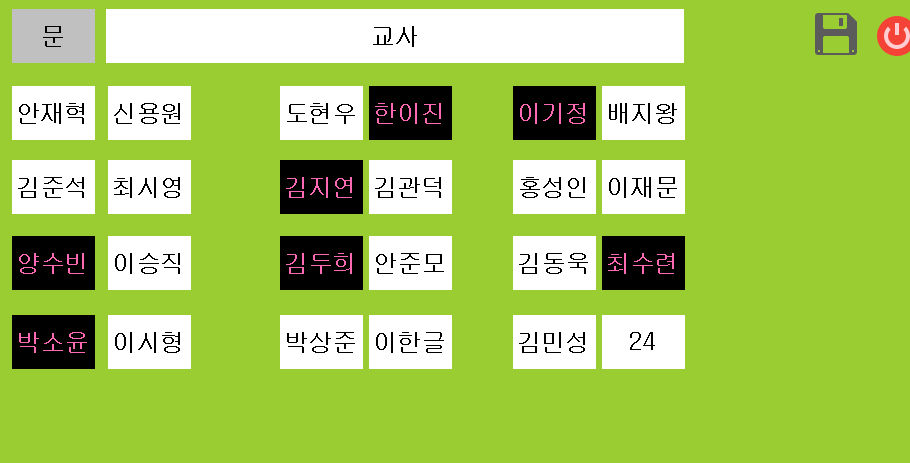 문 교사
안재혁 신용원 도현우 한이진 이기정 배지왕
김준석 최시영 김지연 김관덕 홍성인 이재문
양수빈 이승직 김두희 안준모 김동욱 최수련
박소윤 이시형 박상준 이한글 김민성 24